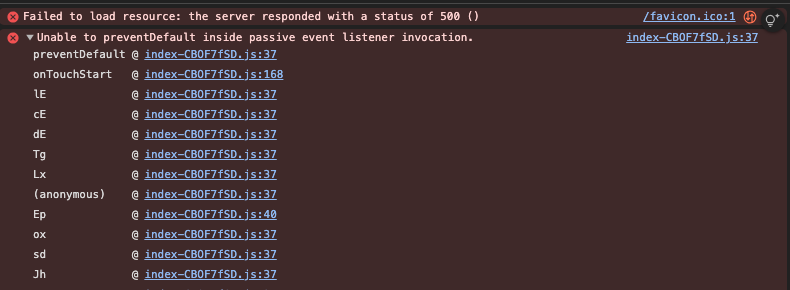 Failed to load resource: the server responded with a status of 500 () /favicon.ico:1
Unable to preventDefault inside passive event listener invocation. index-CBOF7fSD.js:37
preventDefault @ index-CBOF7fSD.js:37
onTouchStart @ index-CBOF7fSD.js:168
lE @ index-CBOF7fSD.js:37
cE @ index-CBOF7fSD.js:37
dE @ index-CBOF7fSD.js:37
Tg @ index-CBOF7fSD.js:37
Lx @ index-CBOF7fSD.js:37
(anonymous) @ index-CBOF7fSD.js:37
Ep @ index-CBOF7fSD.js:40
ox @ index-CBOF7fSD.js:37
sd @ index-CBOF7fSD.js:37
Jh @ index-CBOF7fSD.js:37